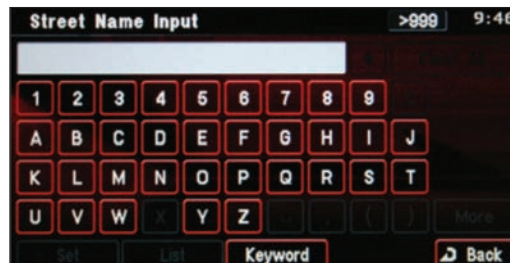 Street Name Input >999 9:46
1 2 3 4 5 6 7 8 9
A B C D E F G H I J
K L M N O P Q R S T
U V W X Y Z , ( ) More
Set List Keyword Back